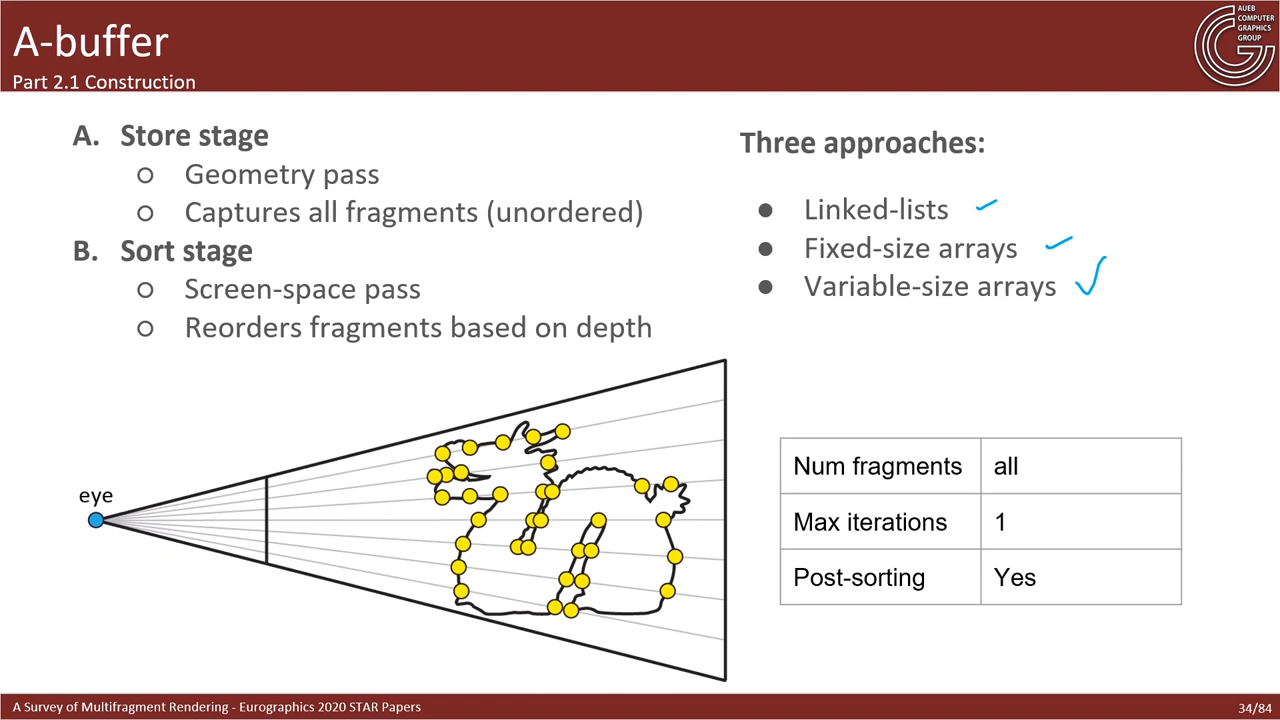 A-buffer
Part 2.1 Construction
AUEB
COMPUTER
GRAPHICS
GROUP
A. Store stage
○ Geometry pass
○ Captures all fragments (unordered)
B. Sort stage
○ Screen-space pass
○ Reorders fragments based on depth
Three approaches:
● Linked-lists
● Fixed-size arrays
● Variable-size arrays
eye
Num fragments all
Max iterations 1
Post-sorting Yes
A Survey of Multifragment Rendering - Eurographics 2020 STAR Papers
34/84